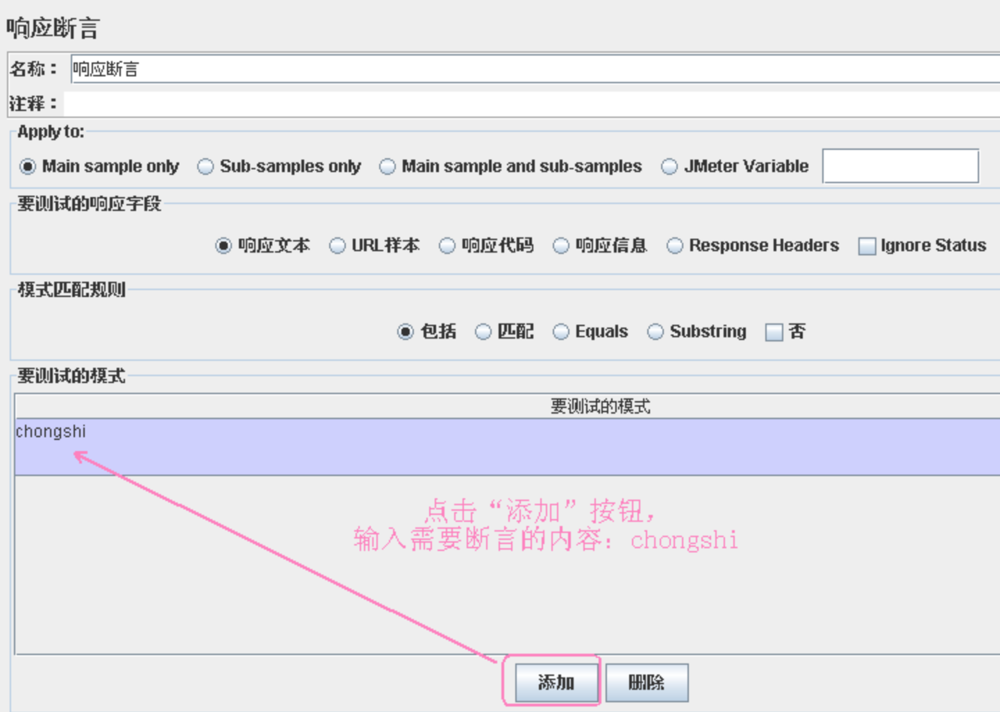 响应断言
名称： 响应断言
注释：
Apply to:
Main sample only Sub-samples only Main sample and sub-samples JMeter Variable
要测试的响应字段
响应文本 URL样本 响应代码 响应信息 Response Headers Ignore Status
模式匹配规则
包括 匹配 Equals Substring 否
要测试的模式
要测试的模式
chongshi
点击“添加”按钮，
输入需要断言的内容：chongshi
添加 删除